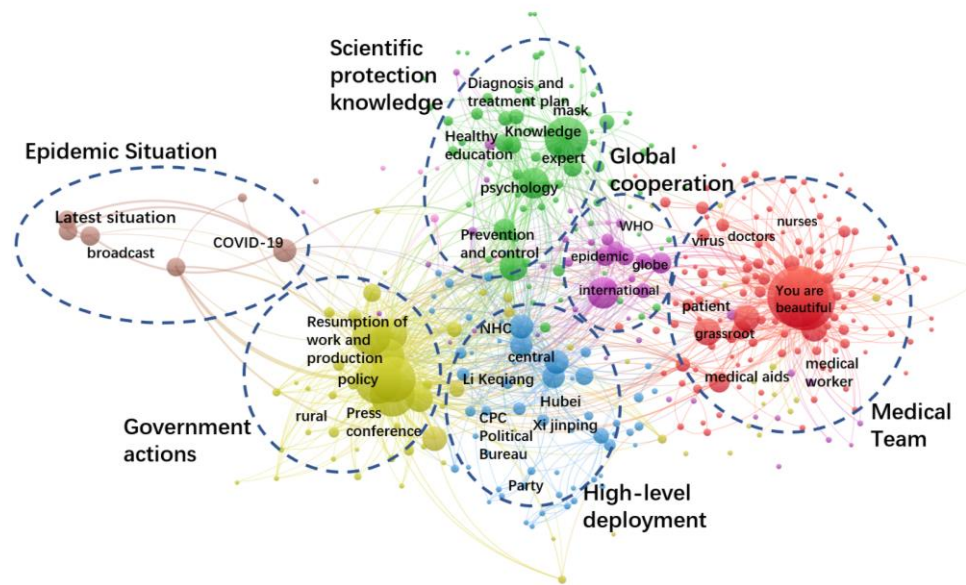 Scientific
protection
knowledge
Diagnosis and
treatment plan
mask
Healthy
education
Knowledge
expert
psychology
Prevention
and control
Epidemic Situation
Latest situation
broadcast
COVID-19
Global
cooperation
WHO
epidemic
globe
international
virus
doctors
nurses
You are
beautiful
patient
grassroot
medical aids
medical
worker
Medical
Team
Resumption of
work and
production
policy
rural
Press
conference
Government
actions
NHC
central
Li Keqiang
Hubei
CPC
Political
Bureau
Xi jinping
Party
High-level
deployment